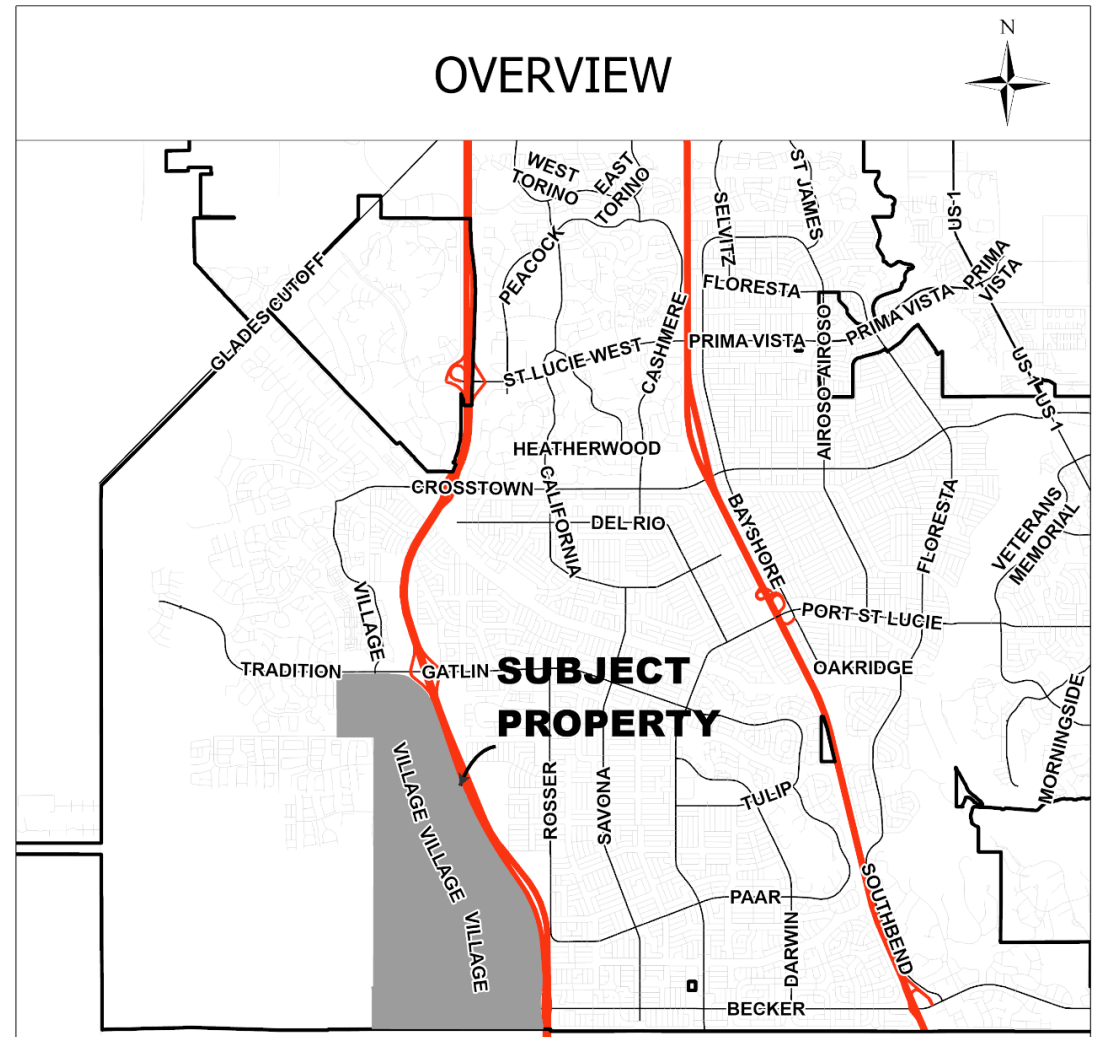 N
OVERVIEW
WEST
TORINO
EAST
TORINO
ST JAMES
SELVITZ
US-1
PEACOCK
GLADES CUTOFF
FLORESTA
PRIMA VISTA
PRIMA
VISTA
CASHMERE
PRIMA VISTA
AIROSO
AIROSO
ST LUCIE WEST
US-1
US-1
HEATHERWOOD
CALIFORNIA
CROSSTOWN
DEL RIO
BAYSHORE
FLORESTA
VETERANS
MEMORIAL
VILLAGE
PORT ST LUCIE
TRADITION
GATLIN
SUBJECT
PROPERTY
OAKRIDGE
MORNINGSIDE
VILLAGE
VILLAGE
VILLAGE
ROSSER
SAVONA
TULIP
PAAR
DARWIN
SOUTHBEND
BECKER